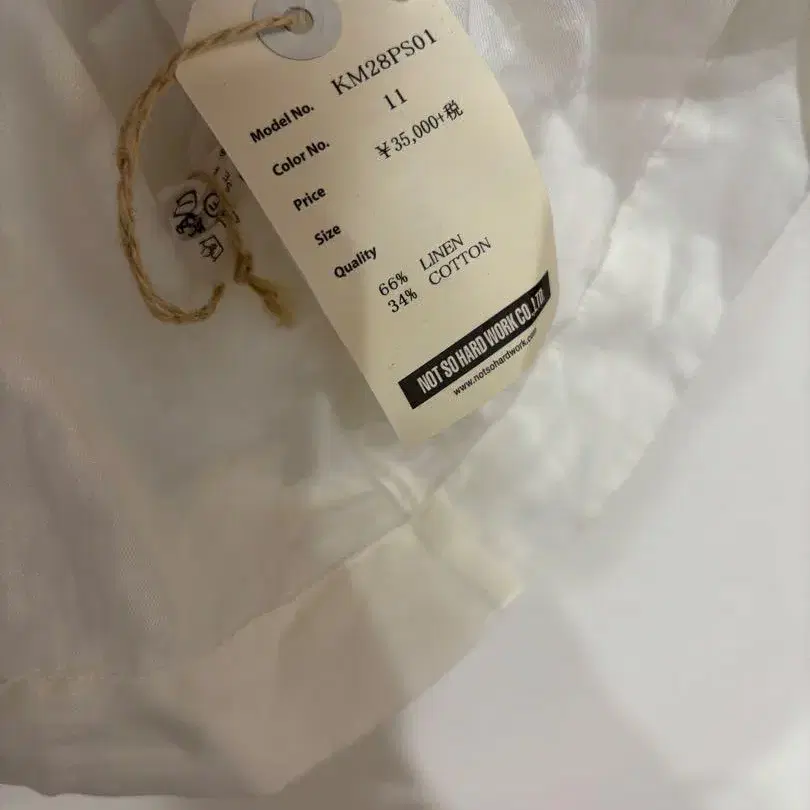 Model No. KM28PS01
Color No. 11
Price ¥35,000+税
Size
Quality
66% LINEN
34% COTTON
NOT SO HARD WORK CO.,LTD
www.notsohardwork.com